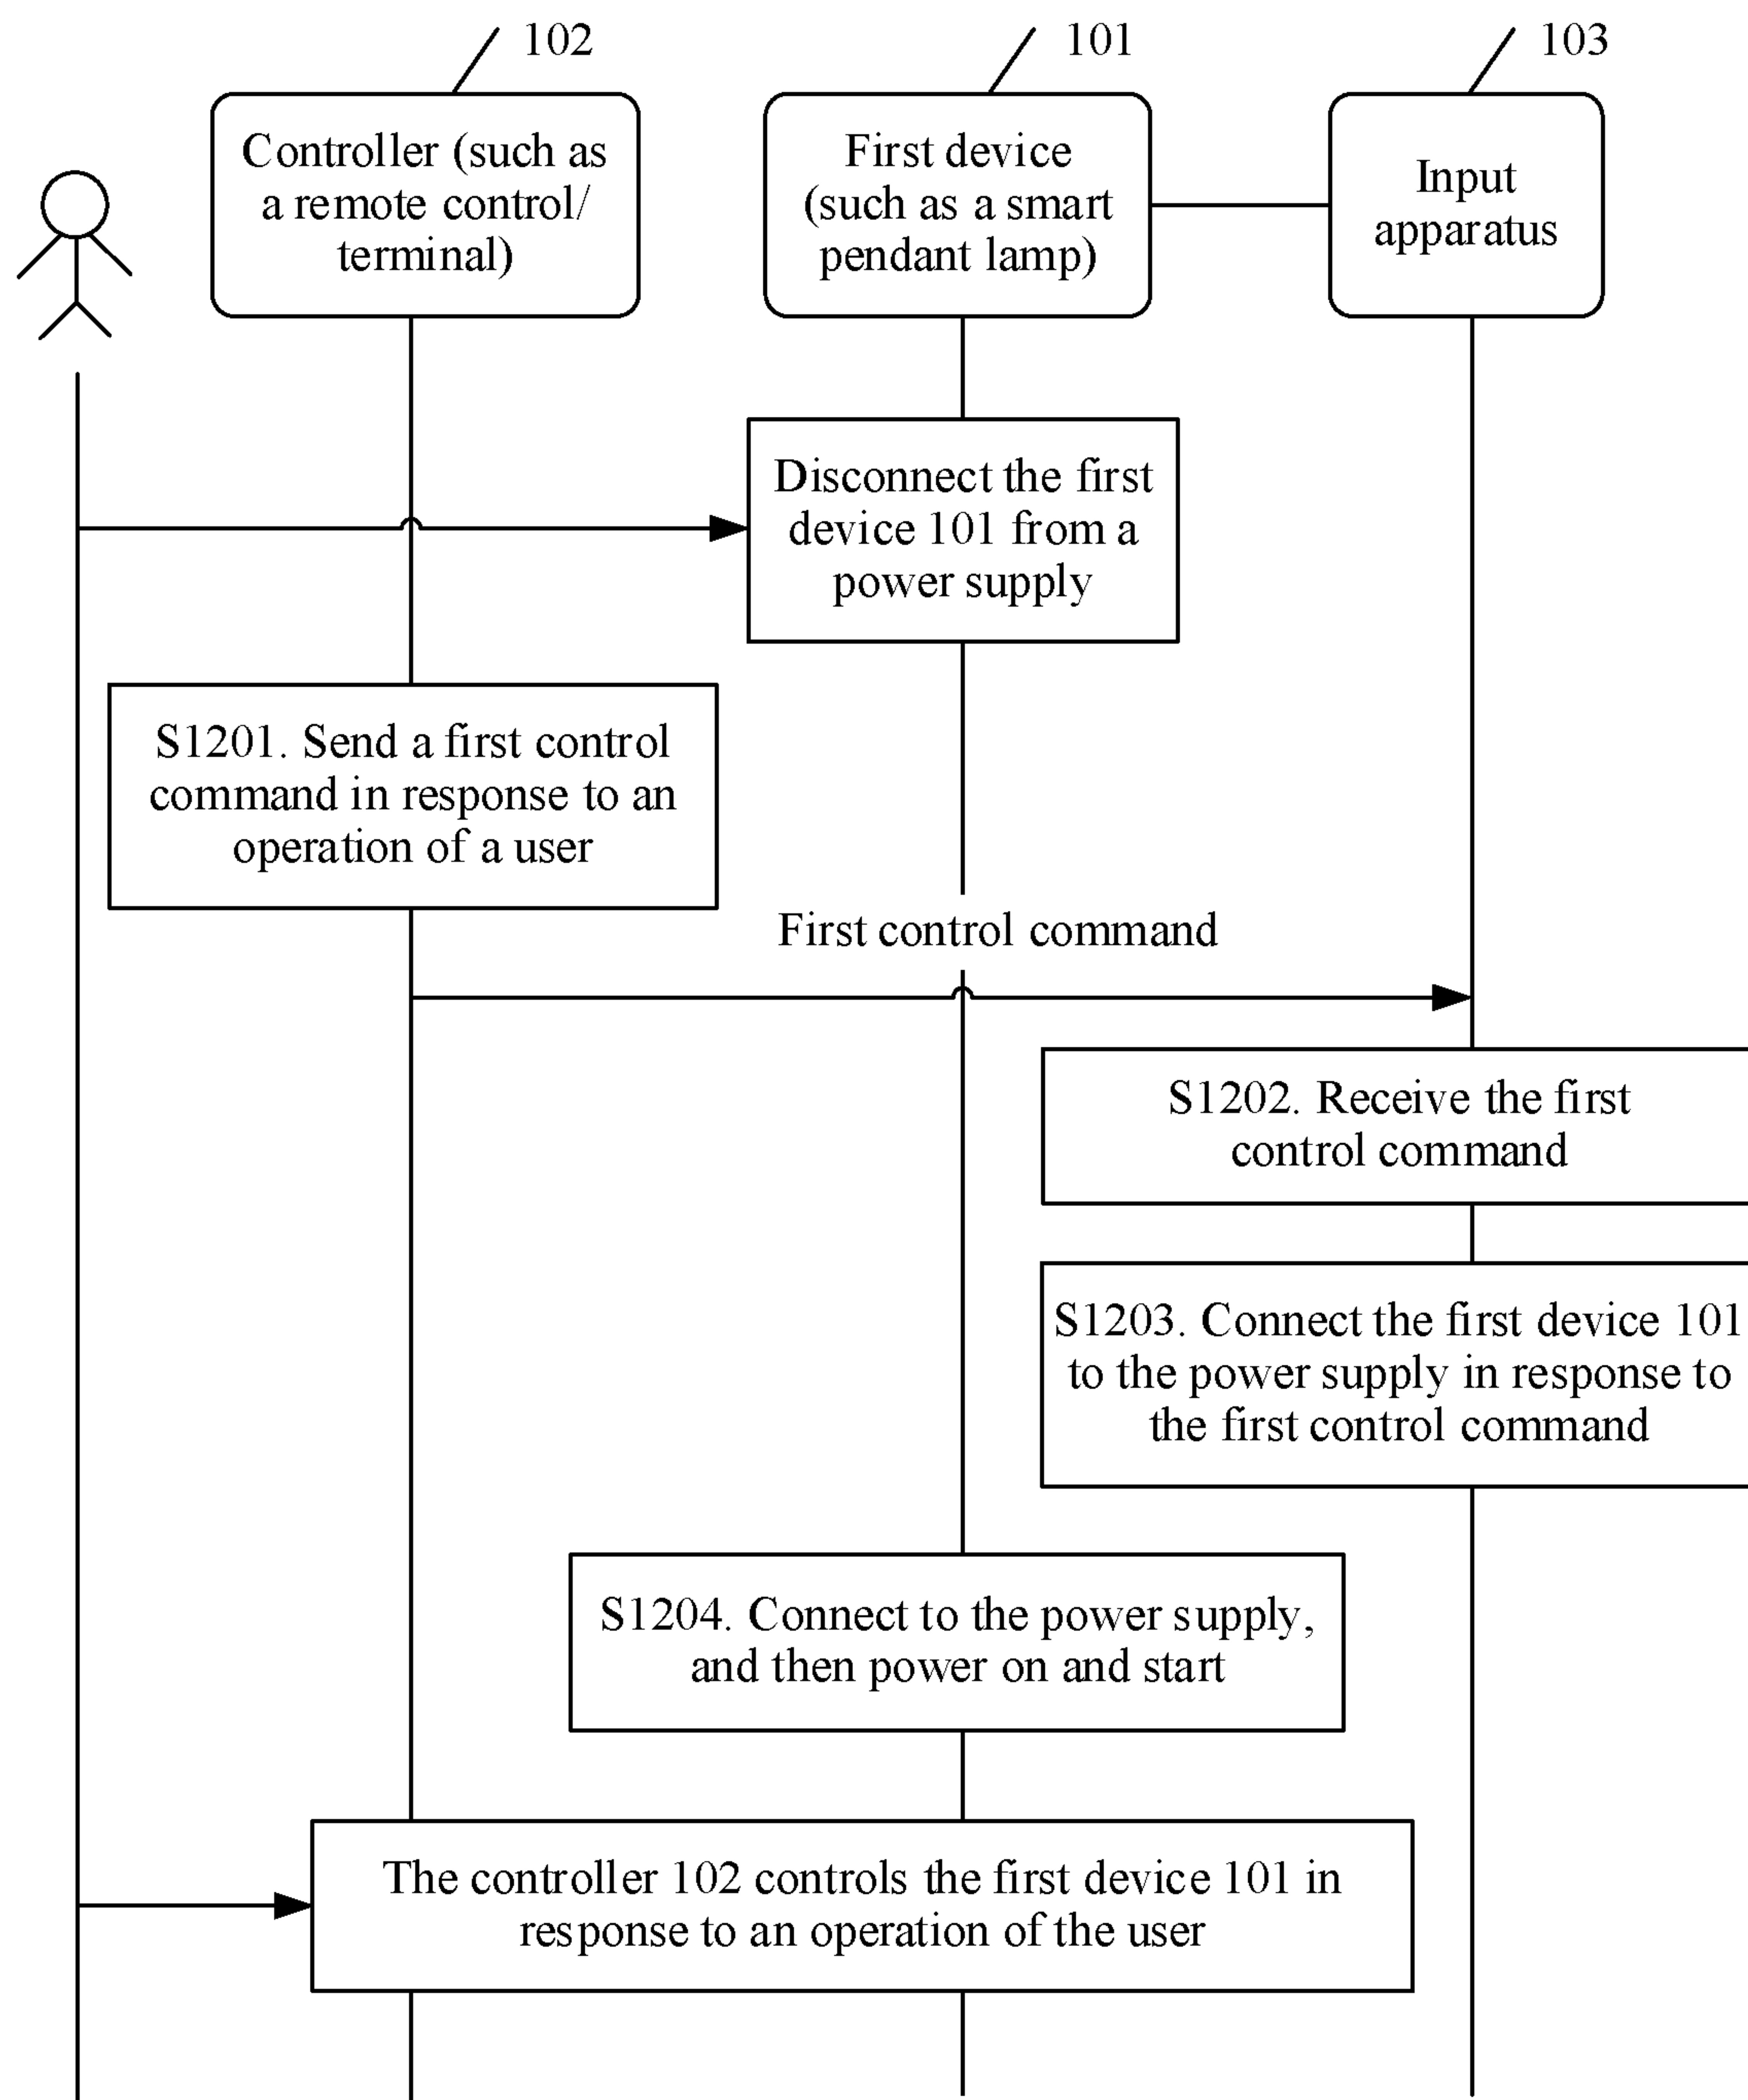 102
101
103
Controller (such as
a remote control/
terminal)
First device
(such as a smart
pendant lamp)
Input
apparatus
Disconnect the first
device 101 from a
power supply
S1201. Send a first control
command in response to an
operation of a user
First control command
S1202. Receive the first
control command
S1203. Connect the first device 101
to the power supply in response to
the first control command
S1204. Connect to the power supply,
and then power on and start
The controller 102 controls the first device 101 in
response to an operation of the user